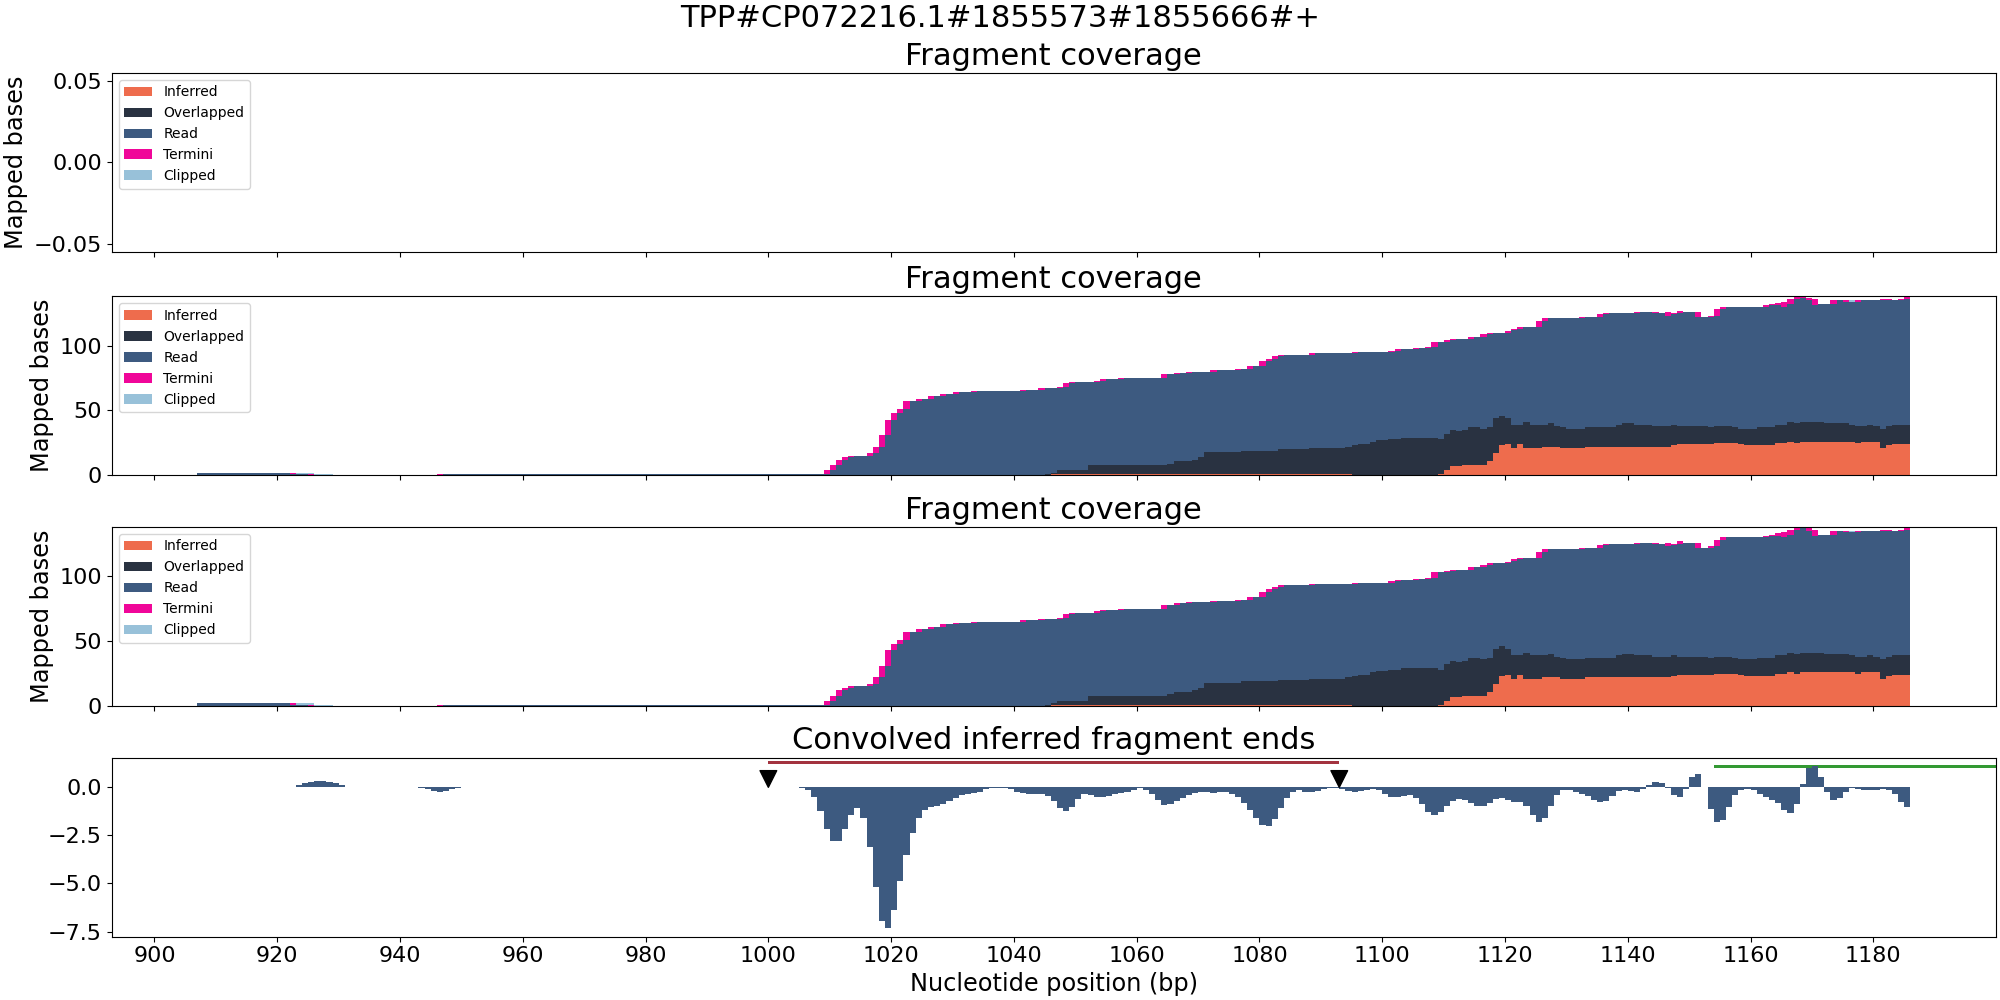 TPP#CP072216.1#1855573#1855666#+
Fragment coverage
Mapped bases
0.05
0.00
−0.05
Inferred
Overlapped
Read
Termini
Clipped
Fragment coverage
Mapped bases
100
50
0
Inferred
Overlapped
Read
Termini
Clipped
Fragment coverage
Mapped bases
100
50
0
Inferred
Overlapped
Read
Termini
Clipped
Convolved inferred fragment ends
0.0
−2.5
−5.0
−7.5
900 920 940 960 980 1000 1020 1040 1060 1080 1100 1120 1140 1160 1180
Nucleotide position (bp)